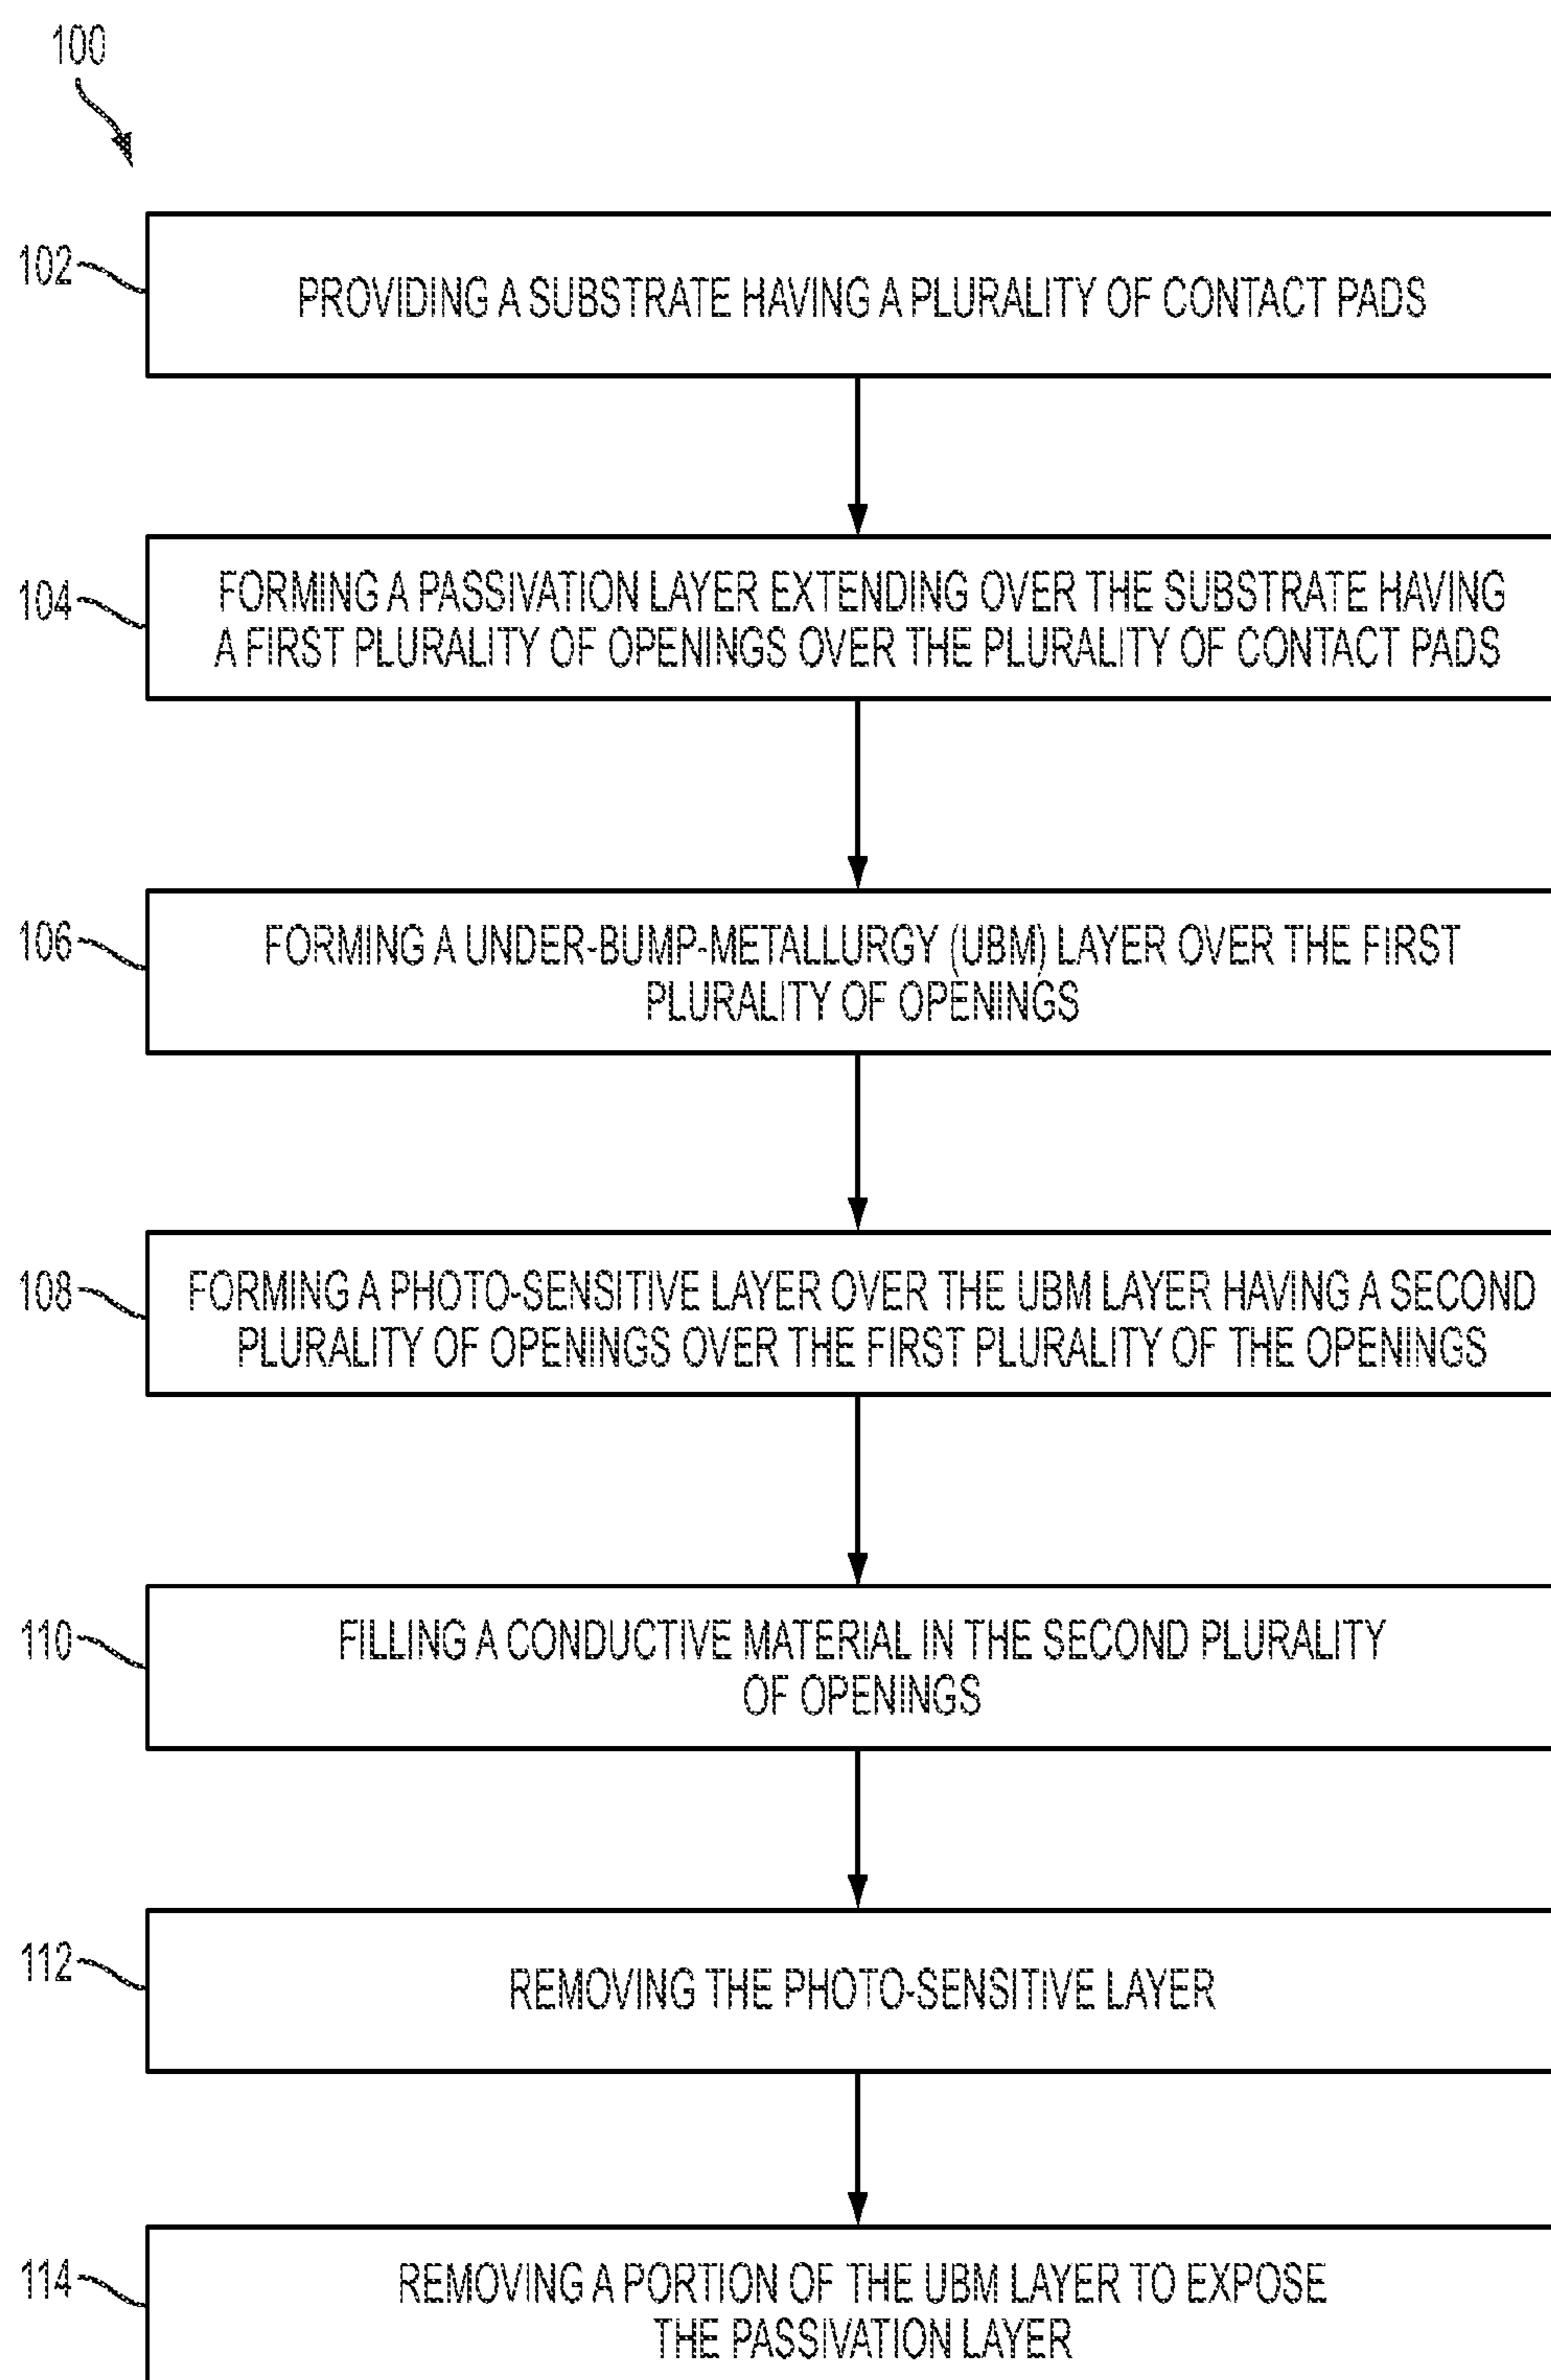 100
102
PROVIDING A SUBSTRATE HAVING A PLURALITY OF CONTACT PADS
104
FORMING A PASSIVATION LAYER EXTENDING OVER THE SUBSTRATE HAVING
A FIRST PLURALITY OF OPENINGS OVER THE PLURALITY OF CONTACT PADS
106
FORMING A UNDER-BUMP-METALLURGY (UBM) LAYER OVER THE FIRST
PLURALITY OF OPENINGS
108
FORMING A PHOTO-SENSITIVE LAYER OVER THE UBM LAYER HAVING A SECOND
PLURALITY OF OPENINGS OVER THE FIRST PLURALITY OF THE OPENINGS
110
FILLING A CONDUCTIVE MATERIAL IN THE SECOND PLURALITY
OF OPENINGS
112
REMOVING THE PHOTO-SENSITIVE LAYER
114
REMOVING A PORTION OF THE UBM LAYER TO EXPOSE
THE PASSIVATION LAYER